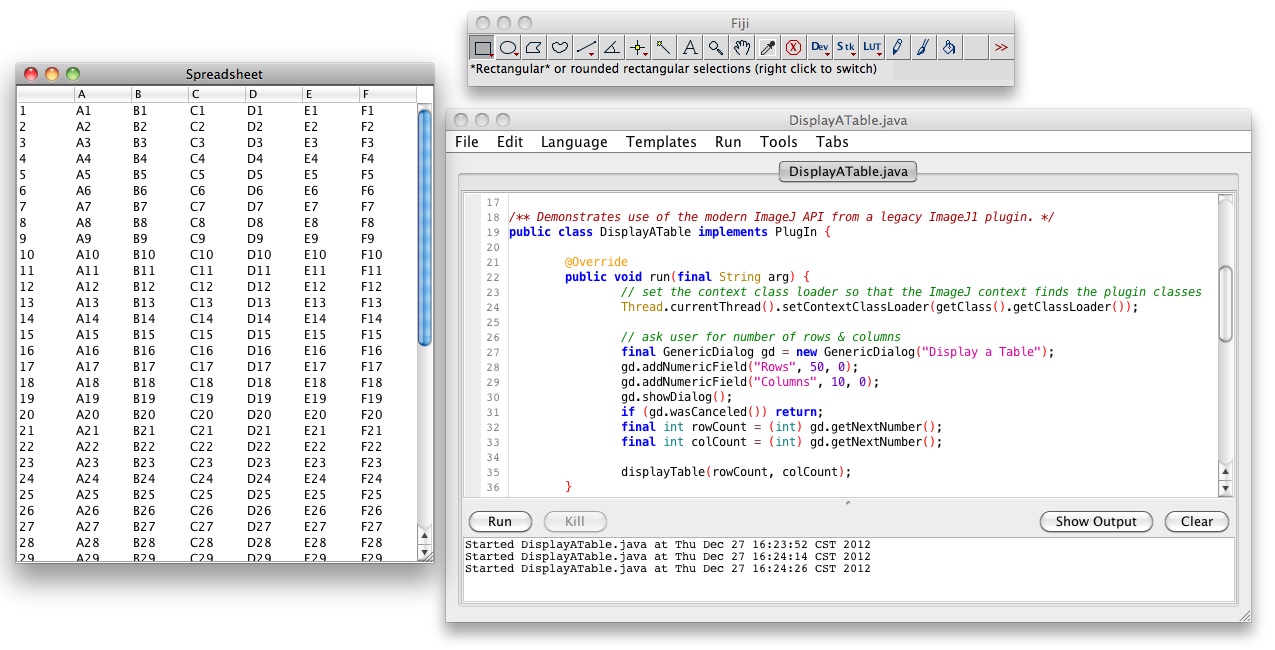 Fiji
Dev Stk LUT >>
*Rectangular* or rounded rectangular selections (right click to switch)
Spreadsheet
A B C D E F
1 A1 B1 C1 D1 E1 F1
2 A2 B2 C2 D2 E2 F2
3 A3 B3 C3 D3 E3 F3
4 A4 B4 C4 D4 E4 F4
5 A5 B5 C5 D5 E5 F5
6 A6 B6 C6 D6 E6 F6
7 A7 B7 C7 D7 E7 F7
8 A8 B8 C8 D8 E8 F8
9 A9 B9 C9 D9 E9 F9
10 A10 B10 C10 D10 E10 F10
11 A11 B11 C11 D11 E11 F11
12 A12 B12 C12 D12 E12 F12
13 A13 B13 C13 D13 E13 F13
14 A14 B14 C14 D14 E14 F14
15 A15 B15 C15 D15 E15 F15
16 A16 B16 C16 D16 E16 F16
17 A17 B17 C17 D17 E17 F17
18 A18 B18 C18 D18 E18 F18
19 A19 B19 C19 D19 E19 F19
20 A20 B20 C20 D20 E20 F20
21 A21 B21 C21 D21 E21 F21
22 A22 B22 C22 D22 E22 F22
23 A23 B23 C23 D23 E23 F23
24 A24 B24 C24 D24 E24 F24
25 A25 B25 C25 D25 E25 F25
26 A26 B26 C26 D26 E26 F26
27 A27 B27 C27 D27 E27 F27
28 A28 B28 C28 D28 E28 F28
29 A29 B29 C29 D29 E29 F29
DisplayATable.java
File Edit Language Templates Run Tools Tabs
DisplayATable.java
17
18 /** Demonstrates use of the modern ImageJ API from a legacy ImageJ1 plugin. */
19 public class DisplayATable implements PlugIn {
20
21 @Override
22 public void run(final String arg) {
23 // set the context class loader so that the ImageJ context finds the plugin classes
24 Thread.currentThread().setContextClassLoader(getClass().getClassLoader());
25
26 // ask user for number of rows & columns
27 final GenericDialog gd = new GenericDialog("Display a Table");
28 gd.addNumericField("Rows", 50, 0);
29 gd.addNumericField("Columns", 10, 0);
30 gd.showDialog();
31 if (gd.wasCanceled()) return;
32 final int rowCount = (int) gd.getNextNumber();
33 final int colCount = (int) gd.getNextNumber();
34
35 displayTable(rowCount, colCount);
36 }
Run Kill Show Output Clear
Started DisplayATable.java at Thu Dec 27 16:23:52 CST 2012
Started DisplayATable.java at Thu Dec 27 16:24:14 CST 2012
Started DisplayATable.java at Thu Dec 27 16:24:26 CST 2012